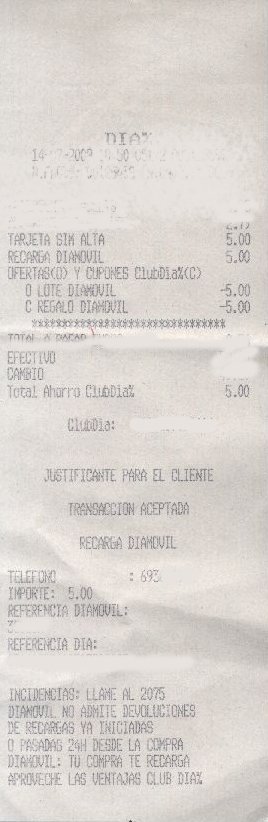 DIA%
TARJETA SIM ALTA 5.00
RECARGA DIAMOVIL 5.00
OFERTAS(O) Y CUPONES ClubDia%(C)
O LOTE DIAMOVIL -5.00
C REGALO DIAMOVIL -5.00
******************************
TOTAL A PAGAR
EFECTIVO
CAMBIO
Total Ahorro ClubDia% 5.00
ClubDia:
JUSTIFICANTE PARA EL CLIENTE
TRANSACCION ACEPTADA
RECARGA DIAMOVIL
TELEFONO : 693
IMPORTE: 5.00
REFERENCIA DIAMOVIL:
REFERENCIA DIA:
INCIDENCIAS: LLAME AL 2075
DIAMOVIL NO ADMITE DEVOLUCIONES
DE RECARGAS YA INICIADAS
O PASADAS 24H DESDE LA COMPRA
DIAMOVIL: TU COMPRA TE RECARGA
APROVECHE LAS VENTAJAS CLUB DIA%